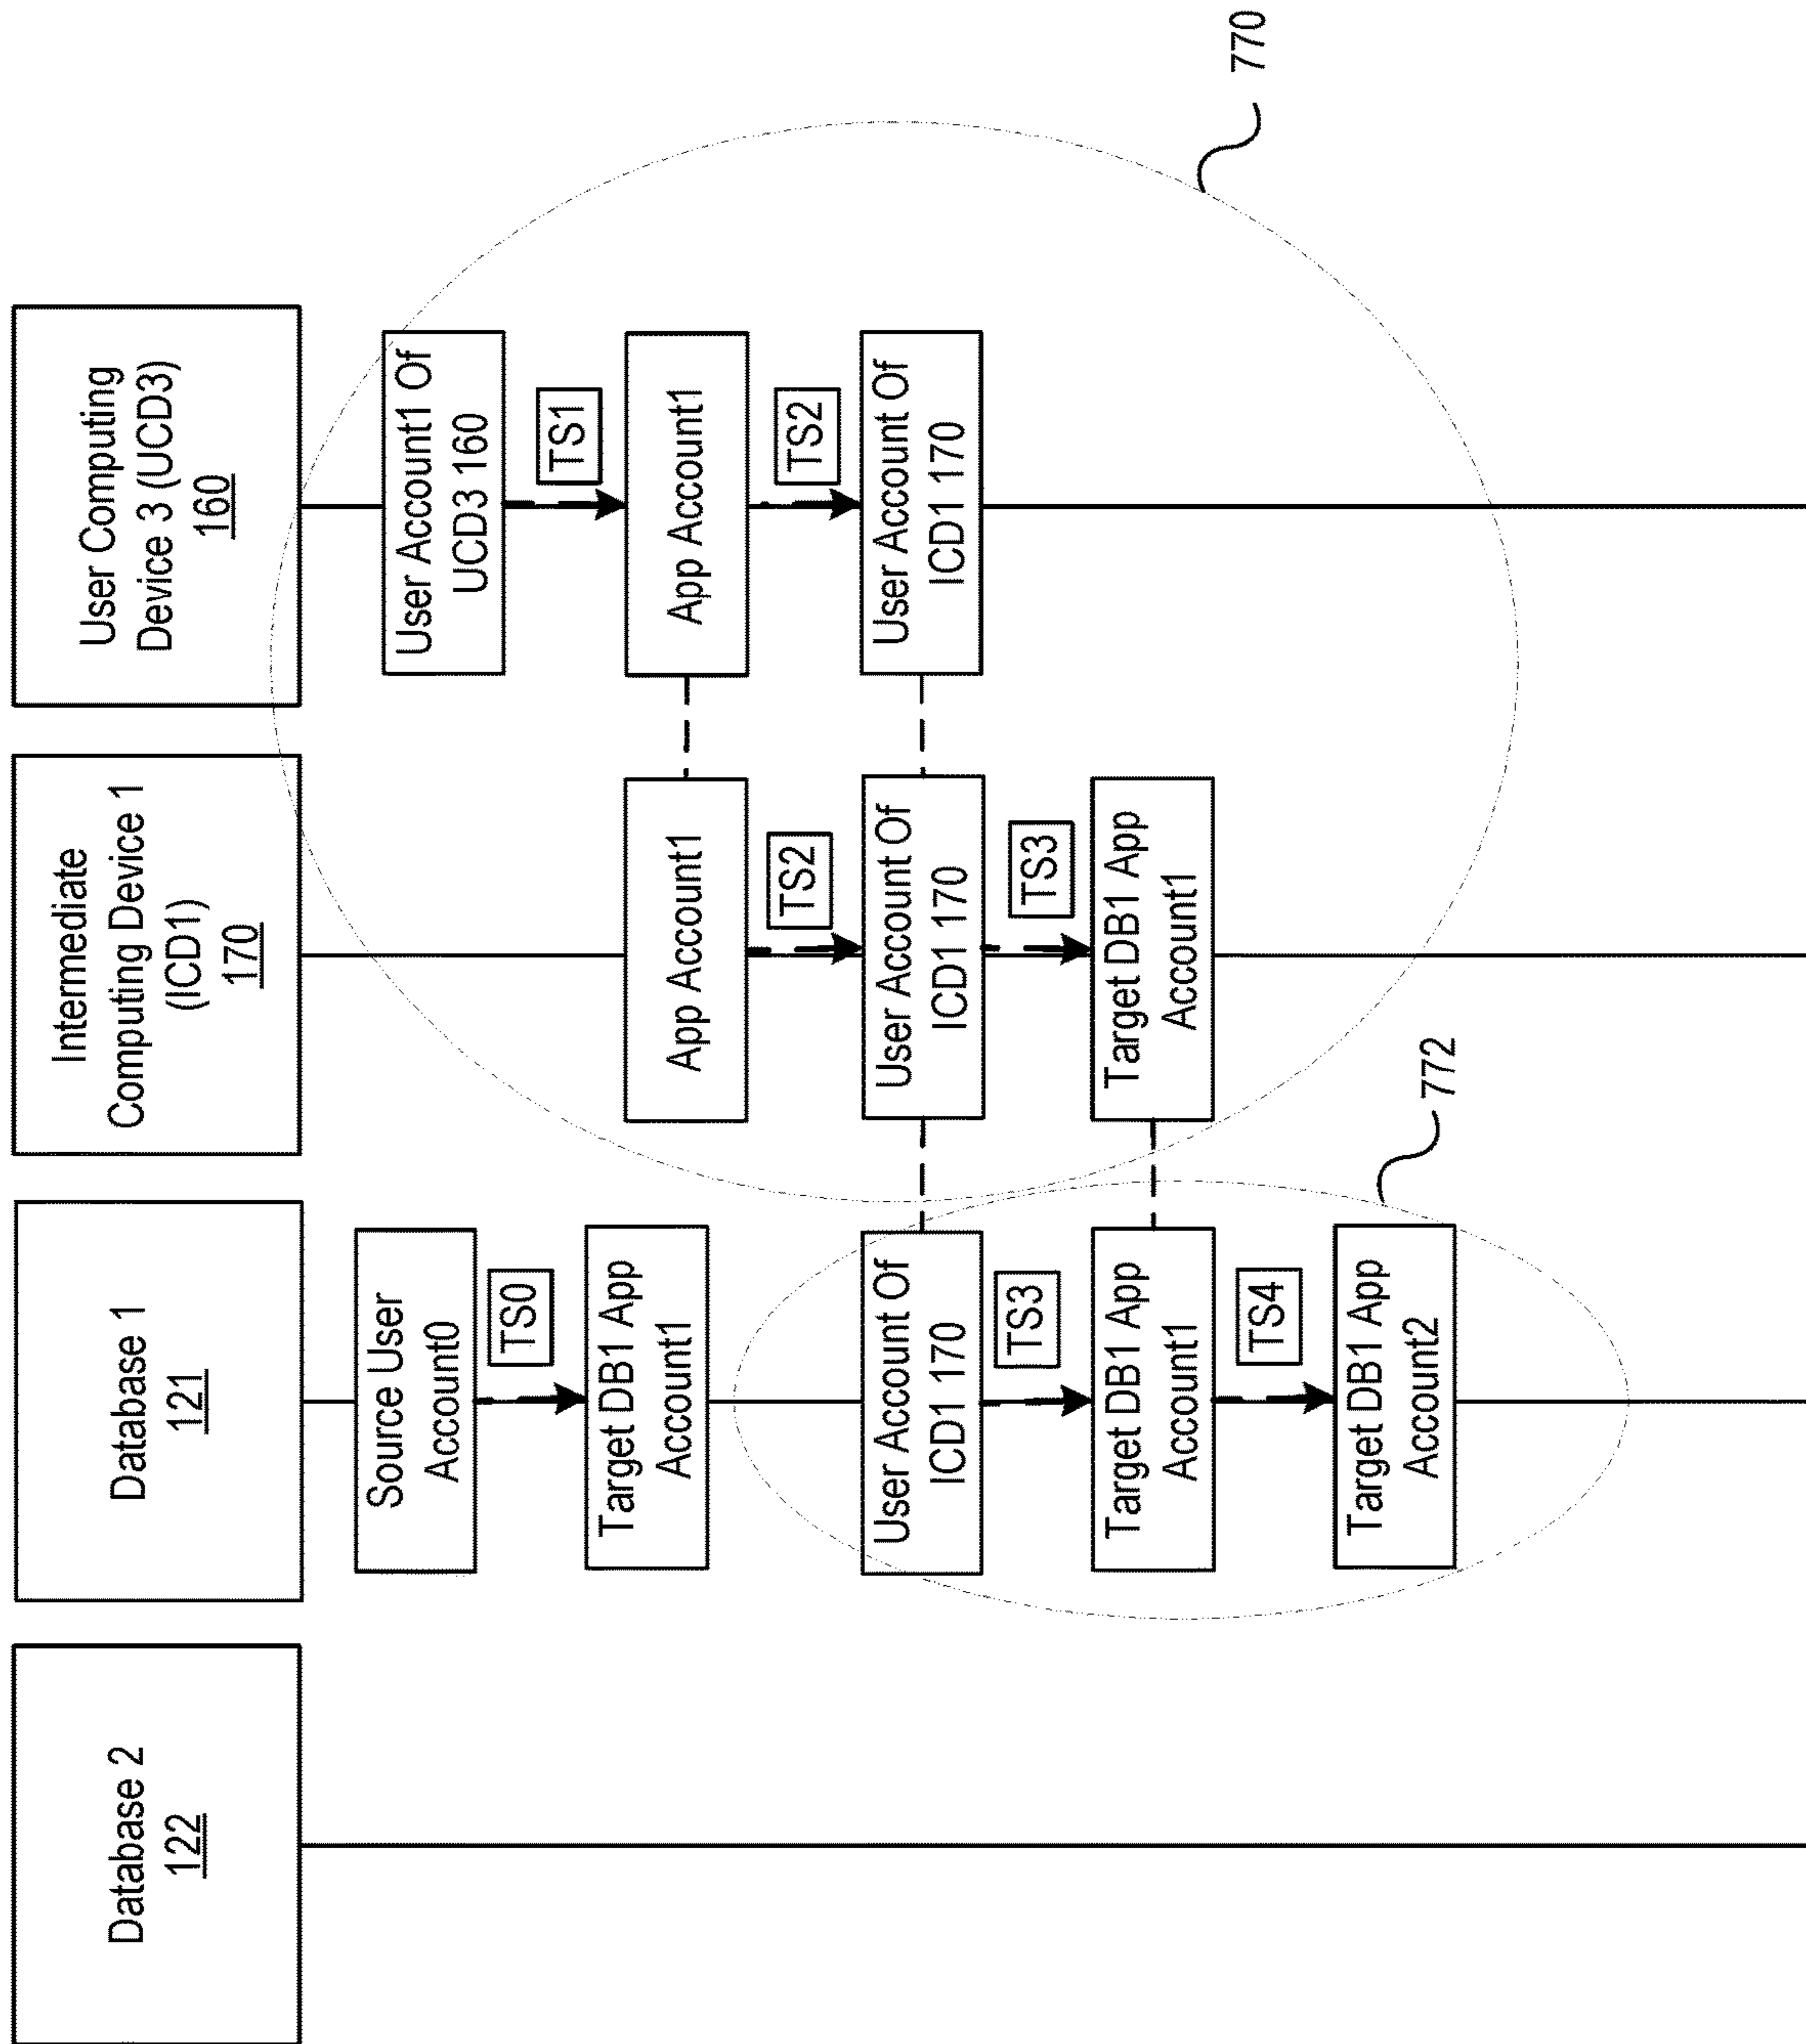 User Computing
Device 3 (UCD3)
160
User Account1 Of
UCD3 160
TS1
App Account1
TS2
User Account Of
ICD1 170
770
Intermediate
Computing Device 1
(ICD1)
170
App Account1
TS2
User Account Of
ICD1 170
TS3
Target DB1 App
Account1
Database 1
121
Source User
Account0
TS0
Target DB1 App
Account1
User Account Of
ICD1 170
TS3
Target DB1 App
Account1
TS4
Target DB1 App
Account2
772
Database 2
122